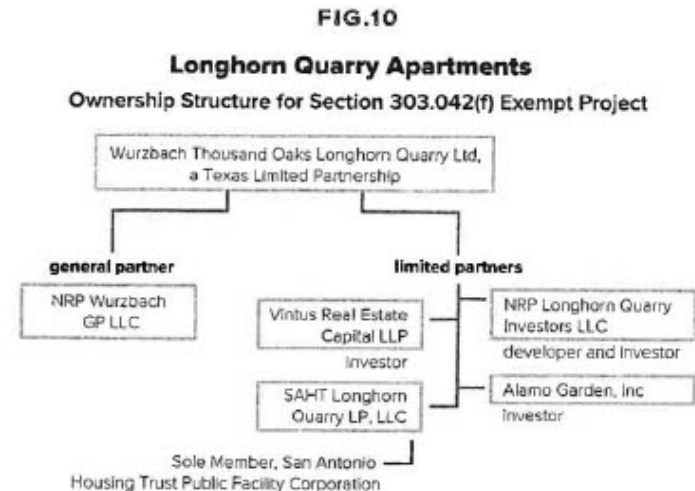 FIG.10
Longhorn Quarry Apartments
Ownership Structure for Section 303.042(f) Exempt Project
Wurzbach Thousand Oaks Longhorn Quarry Ltd,
a Texas Limited Partnership
general partner
NRP Wurzbach
GP LLC
limited partners
Vintus Real Estate
Capital LLP
Investor
NRP Longhorn Quarry
Investors LLC
developer and Investor
SAHT Longhorn
Quarry LP, LLC
Alamo Garden, Inc
investor
Sole Member, San Antonio
Housing Trust Public Facility Corporation